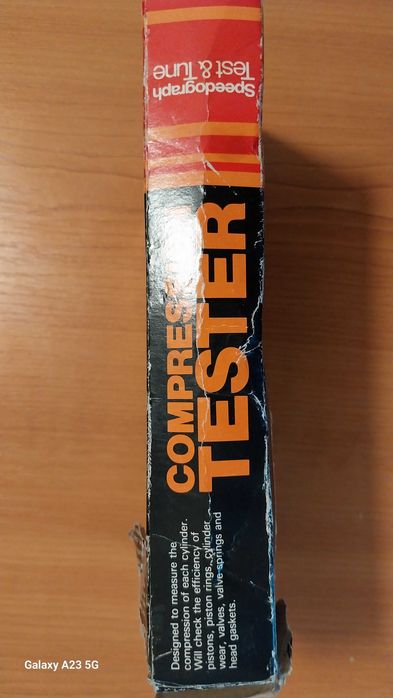 Speedograph
Test & Tune
COMPRESSION
TESTER
Designed to measure the
compression of each cylinder.
Will check the efficiency of
pistons, piston rings, cylinder
wear, valves, valve springs and
head gaskets.
Galaxy A23 5G